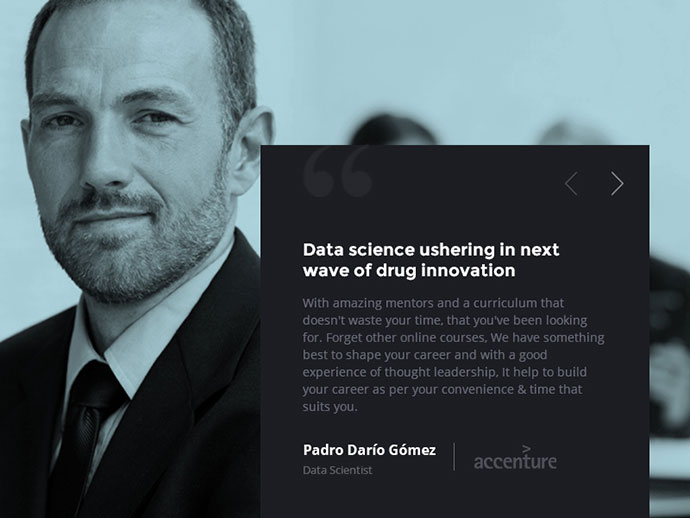 Data science ushering in next
wave of drug innovation
With amazing mentors and a curriculum that
doesn't waste your time, that you've been looking
for. Forget other online courses, We have something
best to shape your career and with a good
experience of thought leadership, It help to build
your career as per your convenience & time that
suits you.
Padro Darío Gómez
Data Scientist
accenture